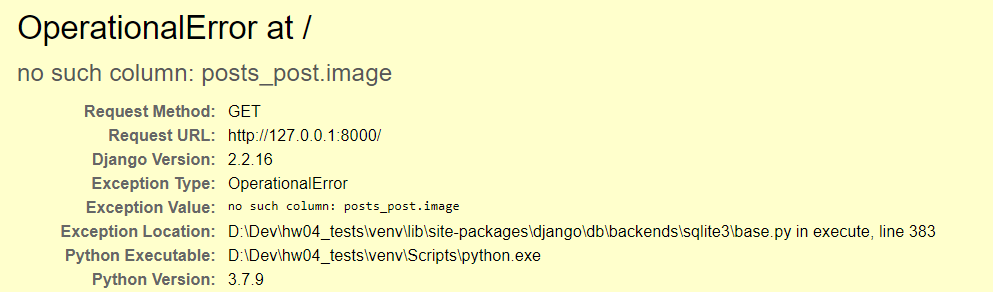 OperationalError at /
no such column: posts_post.image
Request Method: GET
Request URL: http://127.0.0.1:8000/
Django Version: 2.2.16
Exception Type: OperationalError
Exception Value: no such column: posts_post.image
Exception Location: D:\Dev\hw04_tests\venv\lib\site-packages\django\db\backends\sqlite3\base.py in execute, line 383
Python Executable: D:\Dev\hw04_tests\venv\Scripts\python.exe
Python Version: 3.7.9